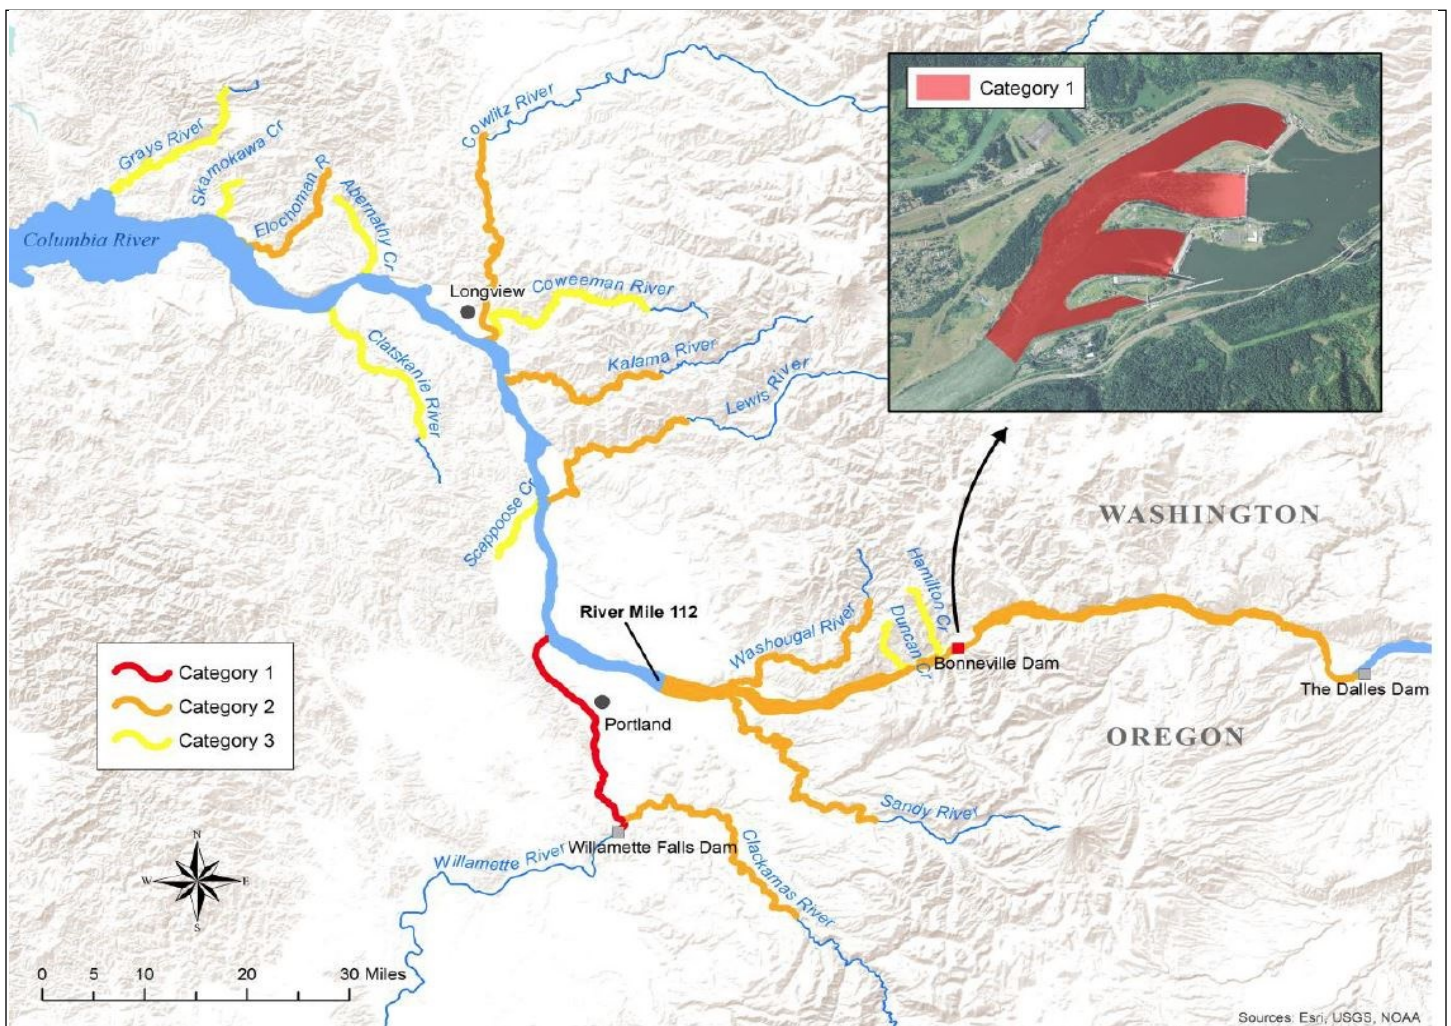 Category 1
Cowlitz River
Grays River
Skamokawa Cr
Elochoman R
Abernathy Cr
Columbia River
Longview
Coweeman River
Clatskanie River
Kalama River
Lewis River
Scappoose Cr
WASHINGTON
River Mile 112
Washougal River
Hamilton Cr
Duncan Cr
Bonneville Dam
The Dalles Dam
Category 1
Category 2
Category 3
Portland
OREGON
Sandy River
Willamette Falls Dam
Willamette River
Clackamas River
N
W E
S
0 5 10 20 30 Miles
Sources: Esri, USGS, NOAA